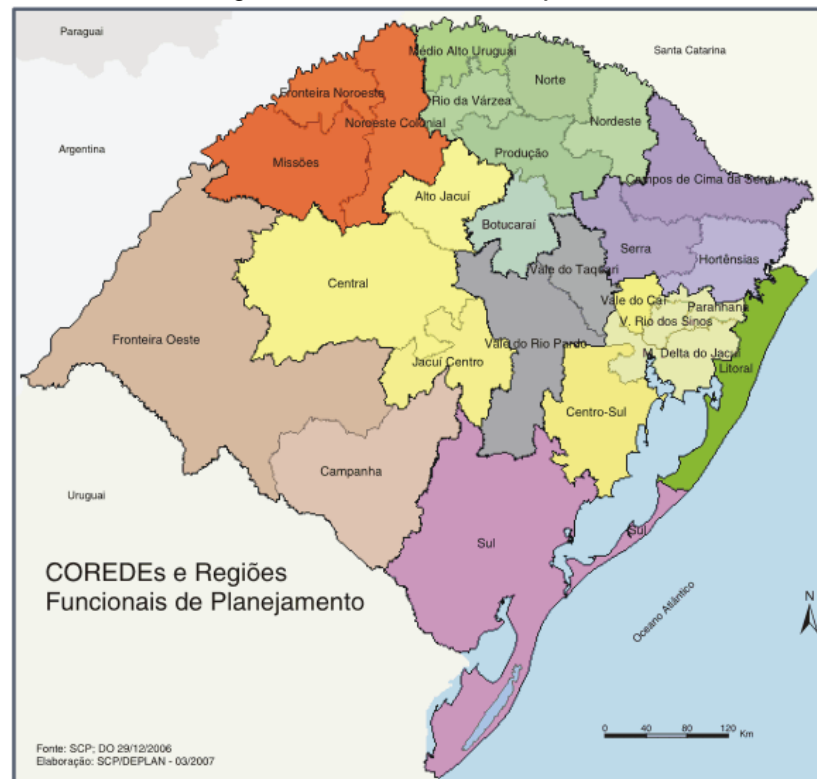 Paraguai
Santa Catarina
Médio Alto Uruguai
Norte
Fronteira Noroeste
Rio da Várzea
Noroeste Colonial
Nordeste
Argentina
Missões
Produção
Campos de Cima da Serra
Alto Jacuí
Botucaraí
Serra
Hortênsias
Vale do Taquari
Central
Vale do Caí
Paranhana
V. Rio dos Sinos
Fronteira Oeste
Vale do Rio Pardo
M. Delta do Jacuí
Jacuí Centro
Litoral
Centro-Sul
Campanha
Uruguai
Sul
Sul
COREDEs e Regiões
Funcionais de Planejamento
Oceano Atlântico
N
0 40 80 120
Km
Fonte: SCP; DO 29/12/2006
Elaboração: SCP/DEPLAN - 03/2007